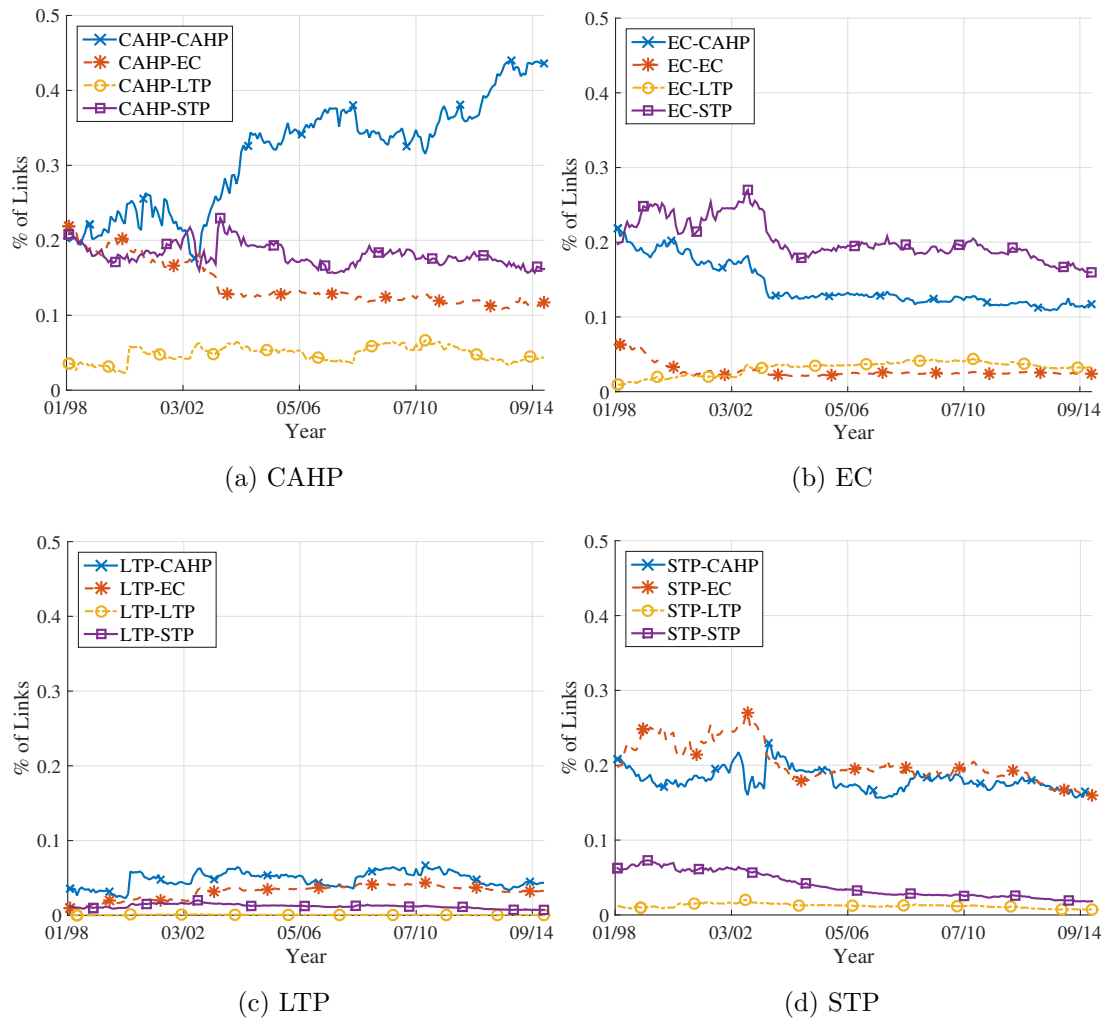 0.5
0.4
0.3
0.2
0.1
0
% of Links
CAHP-CAHP
CAHP-EC
CAHP-LTP
CAHP-STP
01/98
03/02
05/06
07/10
09/14
Year
(a) CAHP
0.5
0.4
0.3
0.2
0.1
0
% of Links
EC-CAHP
EC-EC
EC-LTP
EC-STP
01/98
03/02
05/06
07/10
09/14
Year
(b) EC
0.5
0.4
0.3
0.2
0.1
0
% of Links
LTP-CAHP
LTP-EC
LTP-LTP
LTP-STP
01/98
03/02
05/06
07/10
09/14
Year
(c) LTP
0.5
0.4
0.3
0.2
0.1
0
% of Links
STP-CAHP
STP-EC
STP-LTP
STP-STP
01/98
03/02
05/06
07/10
09/14
Year
(d) STP